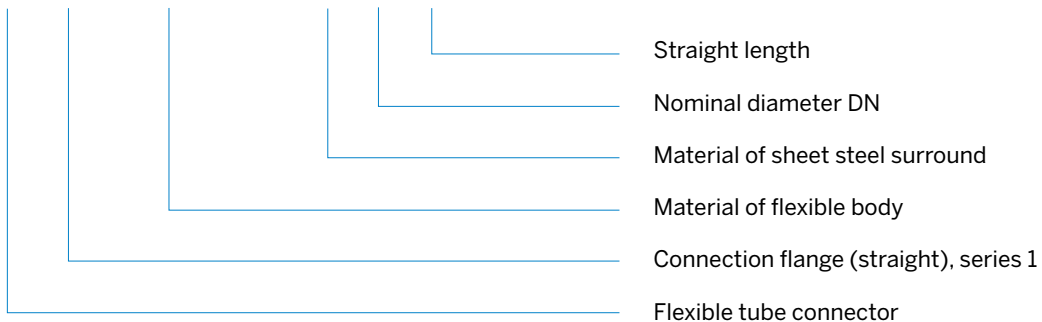 Straight length
Nominal diameter DN
Material of sheet steel surround
Material of flexible body
Connection flange (straight), series 1
Flexible tube connector